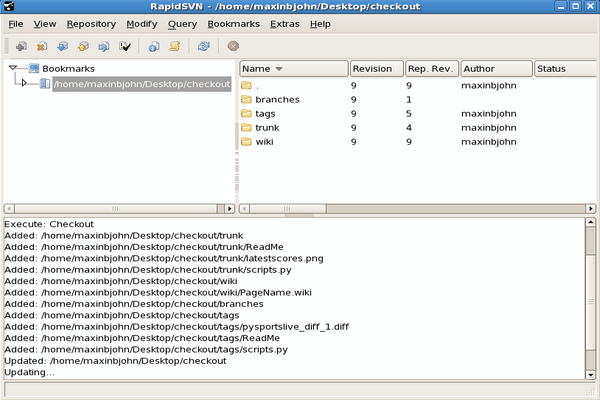 RapidSVN - /home/maxinbjohn/Desktop/checkout
File View Repository Modify Query Bookmarks Extras Help
Bookmarks
/home/maxinbjohn/Desktop/checkout
Name Revision Rep. Rev. Author Status
. 9 9 maxinbjohn
branches 9 1
tags 9 5 maxinbjohn
trunk 9 4 maxinbjohn
wiki 9 9 maxinbjohn
Execute: Checkout
Added: /home/maxinbjohn/Desktop/checkout/trunk
Added: /home/maxinbjohn/Desktop/checkout/trunk/ReadMe
Added: /home/maxinbjohn/Desktop/checkout/trunk/latestscores.png
Added: /home/maxinbjohn/Desktop/checkout/trunk/scripts.py
Added: /home/maxinbjohn/Desktop/checkout/wiki
Added: /home/maxinbjohn/Desktop/checkout/wiki/PageName.wiki
Added: /home/maxinbjohn/Desktop/checkout/branches
Added: /home/maxinbjohn/Desktop/checkout/tags
Added: /home/maxinbjohn/Desktop/checkout/tags/pysportslive_diff_1.diff
Added: /home/maxinbjohn/Desktop/checkout/tags/ReadMe
Added: /home/maxinbjohn/Desktop/checkout/tags/scripts.py
Updated: /home/maxinbjohn/Desktop/checkout
Updating...